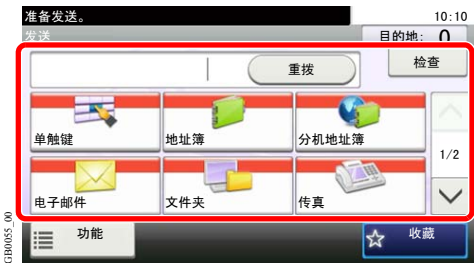 准备发送。 10:10
发送 目的地: 0
重拨 检查
单触键 地址簿 分机地址簿
1/2
电子邮件 文件夹 传真
功能 收藏
GB0055_00